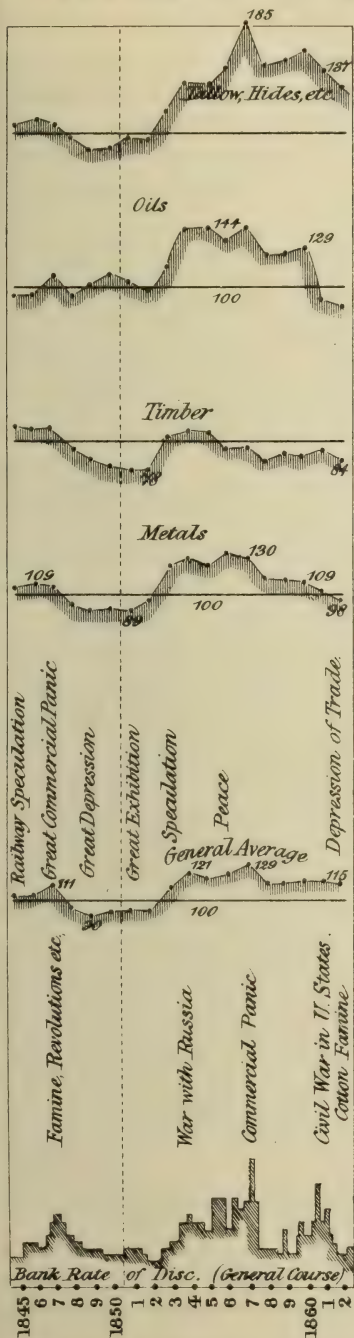 185
137
Tallow, Hides, etc.
Oils
144
129
100
Timber
84
Metals
109
130
109
100
89
98
Railway Speculation
Great Commercial Panic
Great Depression
Great Exhibition
Speculation
Peace
Depression of Trade.
General Average
111
121
129
115
100
Famine, Revolutions etc.
War with Russia
Commercial Panic
Civil War in U. States.
Cotton Famine
Bank Rate of Disc. (General Course)
1845 6 7 8 9 1850 1 2 3 4 5 6 7 8 9 1860 1 2